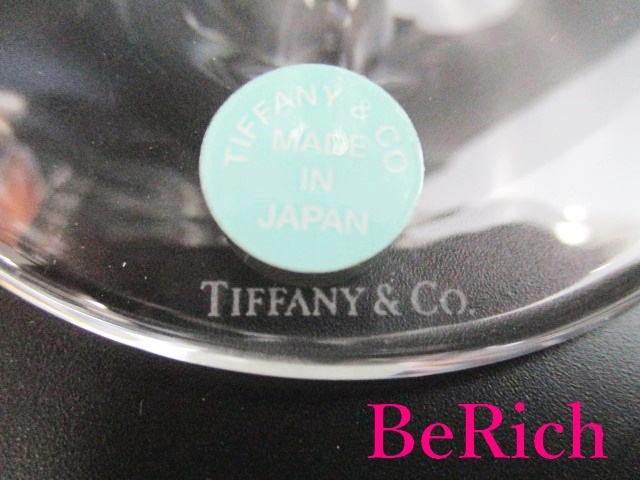 TIFFANY & CO
MADE
IN
JAPAN
TIFFANY & CO.
BeRich